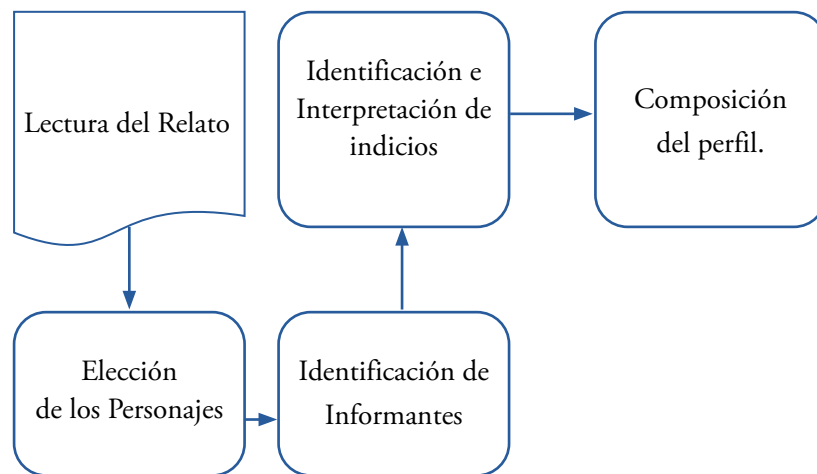 Lectura del Relato
Elección
de los Personajes
Identificación de
Informantes
Identificación e
Interpretación de
indicios
Composición
del perfil.